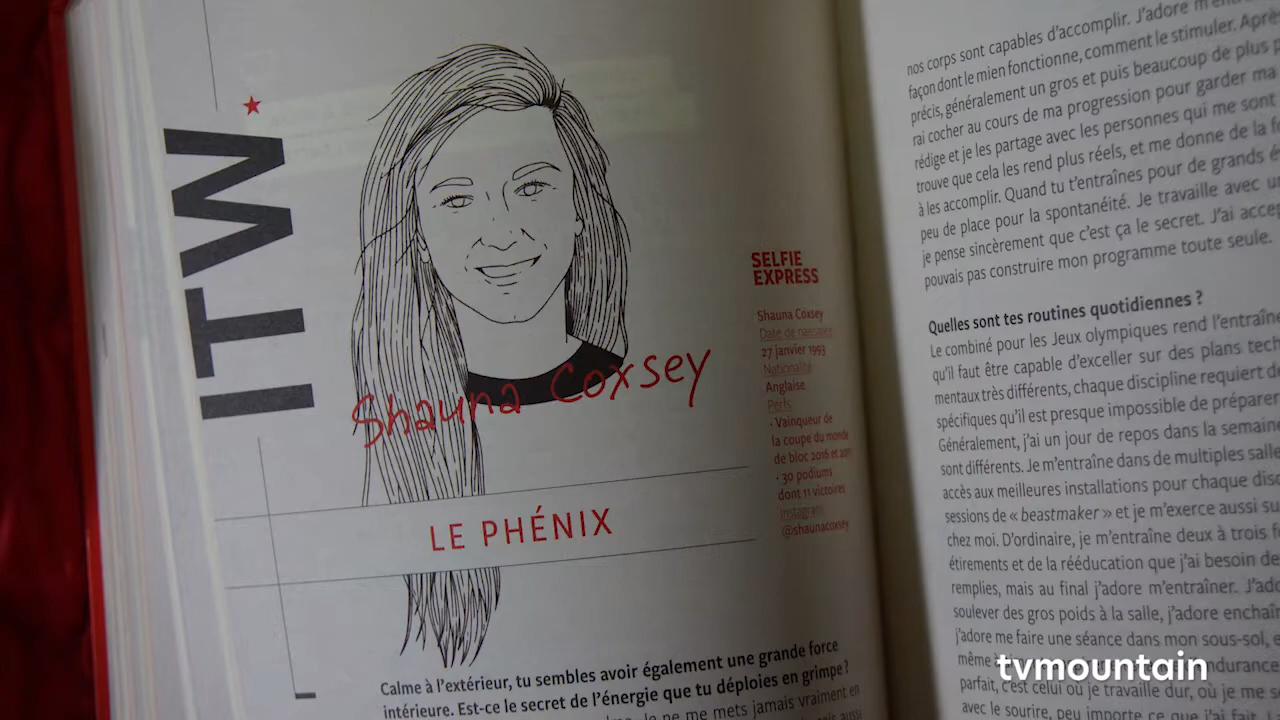 ITW
Shauna Coxsey
LE PHÉNIX
SELFIE
EXPRESS
Shauna Coxsey
Date de naissance
27 janvier 1993
Nationalité
Anglaise
Perfs
• Vainqueur de
la coupe du monde
de bloc 2016 et 2017
• 30 podiums
dont 11 victoires
Instagram
@shaunacoxsey
Calme à l'extérieur, tu sembles avoir également une grande force
intérieure. Est-ce le secret de l'énergie que tu déploies en grimpe ?
ne me mets jamais vraiment en
nos corps sont capables d'accomplir. J'adore
façon dont le mien fonctionne, comment le stimuler. Après
précis, généralement un gros et puis beaucoup de plus
rai cocher au cours de ma progression pour garder ma
rédige et je les partage avec les personnes qui me sont
trouve que cela les rend plus réels, et me donne de la
à les accomplir. Quand tu t'entraînes pour de grands
peu de place pour la spontanéité. Je travaille avec
je pense sincèrement que c'est ça le secret. J'ai
pouvais pas construire mon programme toute seule.
Quelles sont tes routines quotidiennes ?
Le combiné pour les Jeux olympiques rend l'entraîne
qu'il faut être capable d'exceller sur des plans tech
mentaux très différents, chaque discipline requiert
spécifiques qu'il est presque impossible de préparer
Généralement, j'ai un jour de repos dans la semaine
sont différents. Je m'entraîne dans de multiples salle
accès aux meilleures installations pour chaque disc
sessions de « beastmaker » et je m'exerce aussi su
chez moi. D'ordinaire, je m'entraîne deux à trois
étirements et de la rééducation que j'ai besoin de
remplies, mais au final j'adore m'entraîner. J'ado
soulever des gros poids à la salle, j'adore enchaîn
j'adore me faire une séance dans mon sous-sol,
même
parfait, c'est celui où je travaille dur, où je me
avec le sourire, peu importe ce que j'ai fait.
tvmountain